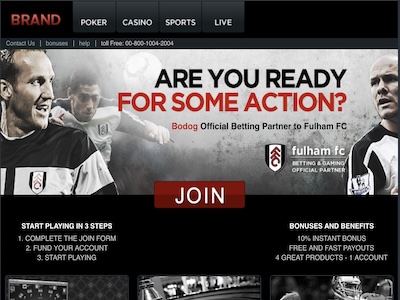 BRAND
POKER CASINO SPORTS LIVE
Contact Us | bonuses | help | toll Free: 00-800-1004-2004
ARE YOU READY
FOR SOME ACTION?
Bodog Official Betting Partner to Fulham FC
fulham fc
BETTING & GAMING
OFFICIAL PARTNER
JOIN
START PLAYING IN 3 STEPS
1. COMPLETE THE JOIN FORM
2. FUND YOUR ACCOUNT
3. START PLAYING
BONUSES AND BENEFITS
10% INSTANT BONUS
FREE AND FAST PAYOUTS
4 GREAT PRODUCTS - 1 ACCOUNT